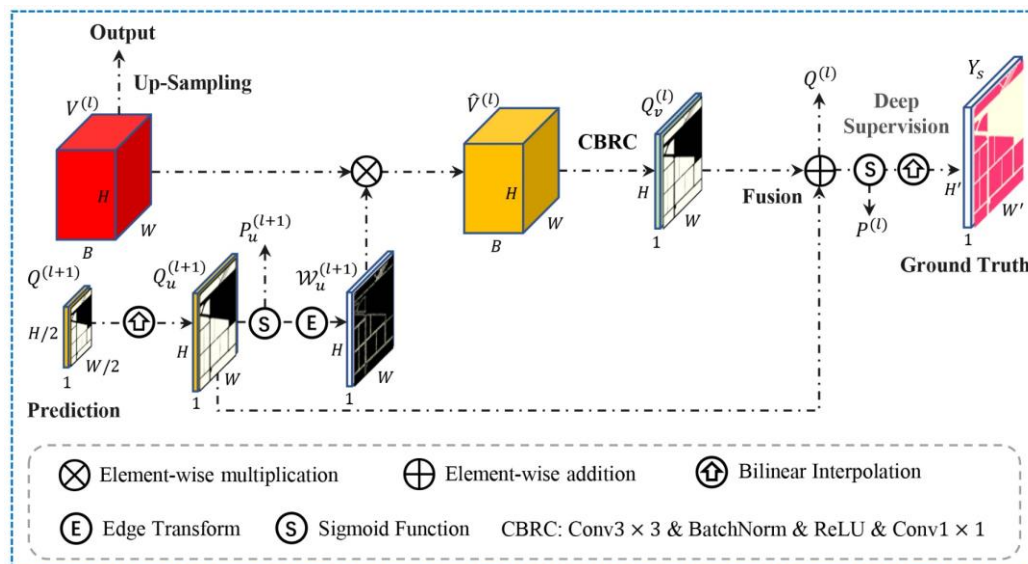 Output
Up-Sampling
V^(l)
H
W
B
V̂^(l)
H
W
B
CBRC
Q_v^(l)
H
W
1
Fusion
Q^(l)
S
P^(l)
Deep
Supervision
Y_s
H′
W′
1
Ground Truth
Q^(l+1)
H/2
W/2
1
Prediction
Q_u^(l+1)
H
W
1
P_u^(l+1)
S
E
𝒲_u^(l+1)
H
W
1
Element-wise multiplication
Element-wise addition
Bilinear Interpolation
E Edge Transform
S Sigmoid Function
CBRC: Conv3 × 3 & BatchNorm & ReLU & Conv1 × 1